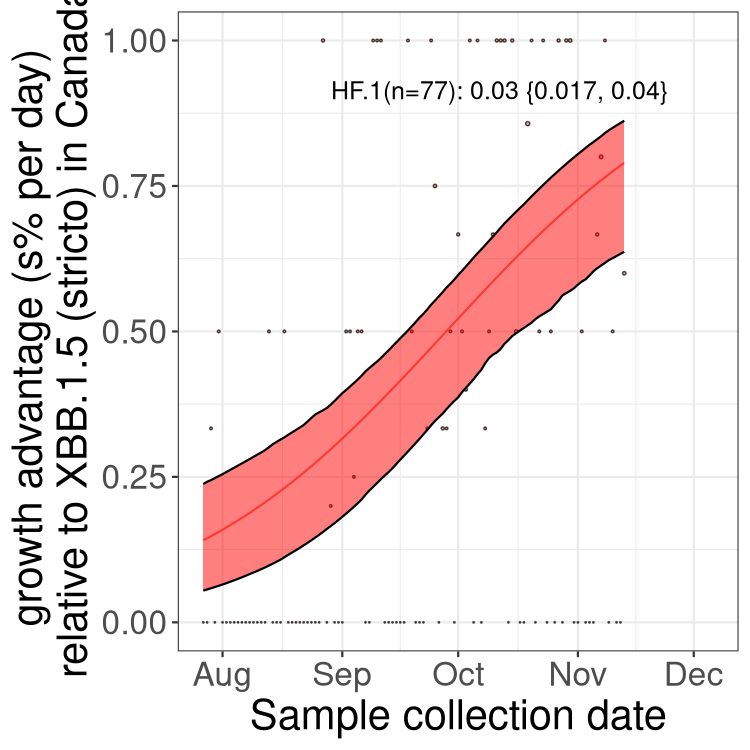 growth advantage (s% per day)
relative to XBB.1.5 (stricto) in Canada
1.00
0.75
0.50
0.25
0.00
HF.1(n=77): 0.03 {0.017, 0.04}
Aug Sep Oct Nov Dec
Sample collection date